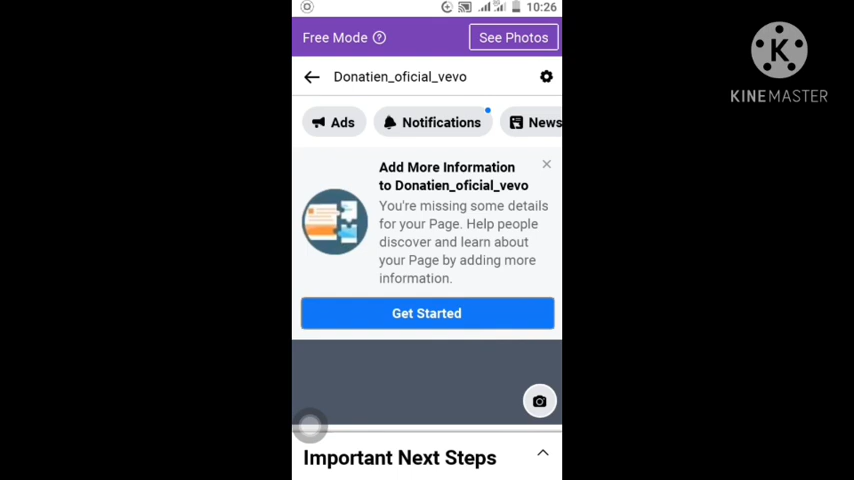 10:26
Free Mode
See Photos
Donatien_oficial_vevo
Ads
Notifications
News
Add More Information
to Donatien_oficial_vevo
You're missing some details
for your Page. Help people
discover and learn about
your Page by adding more
information.
Get Started
Important Next Steps
K
KINEMASTER